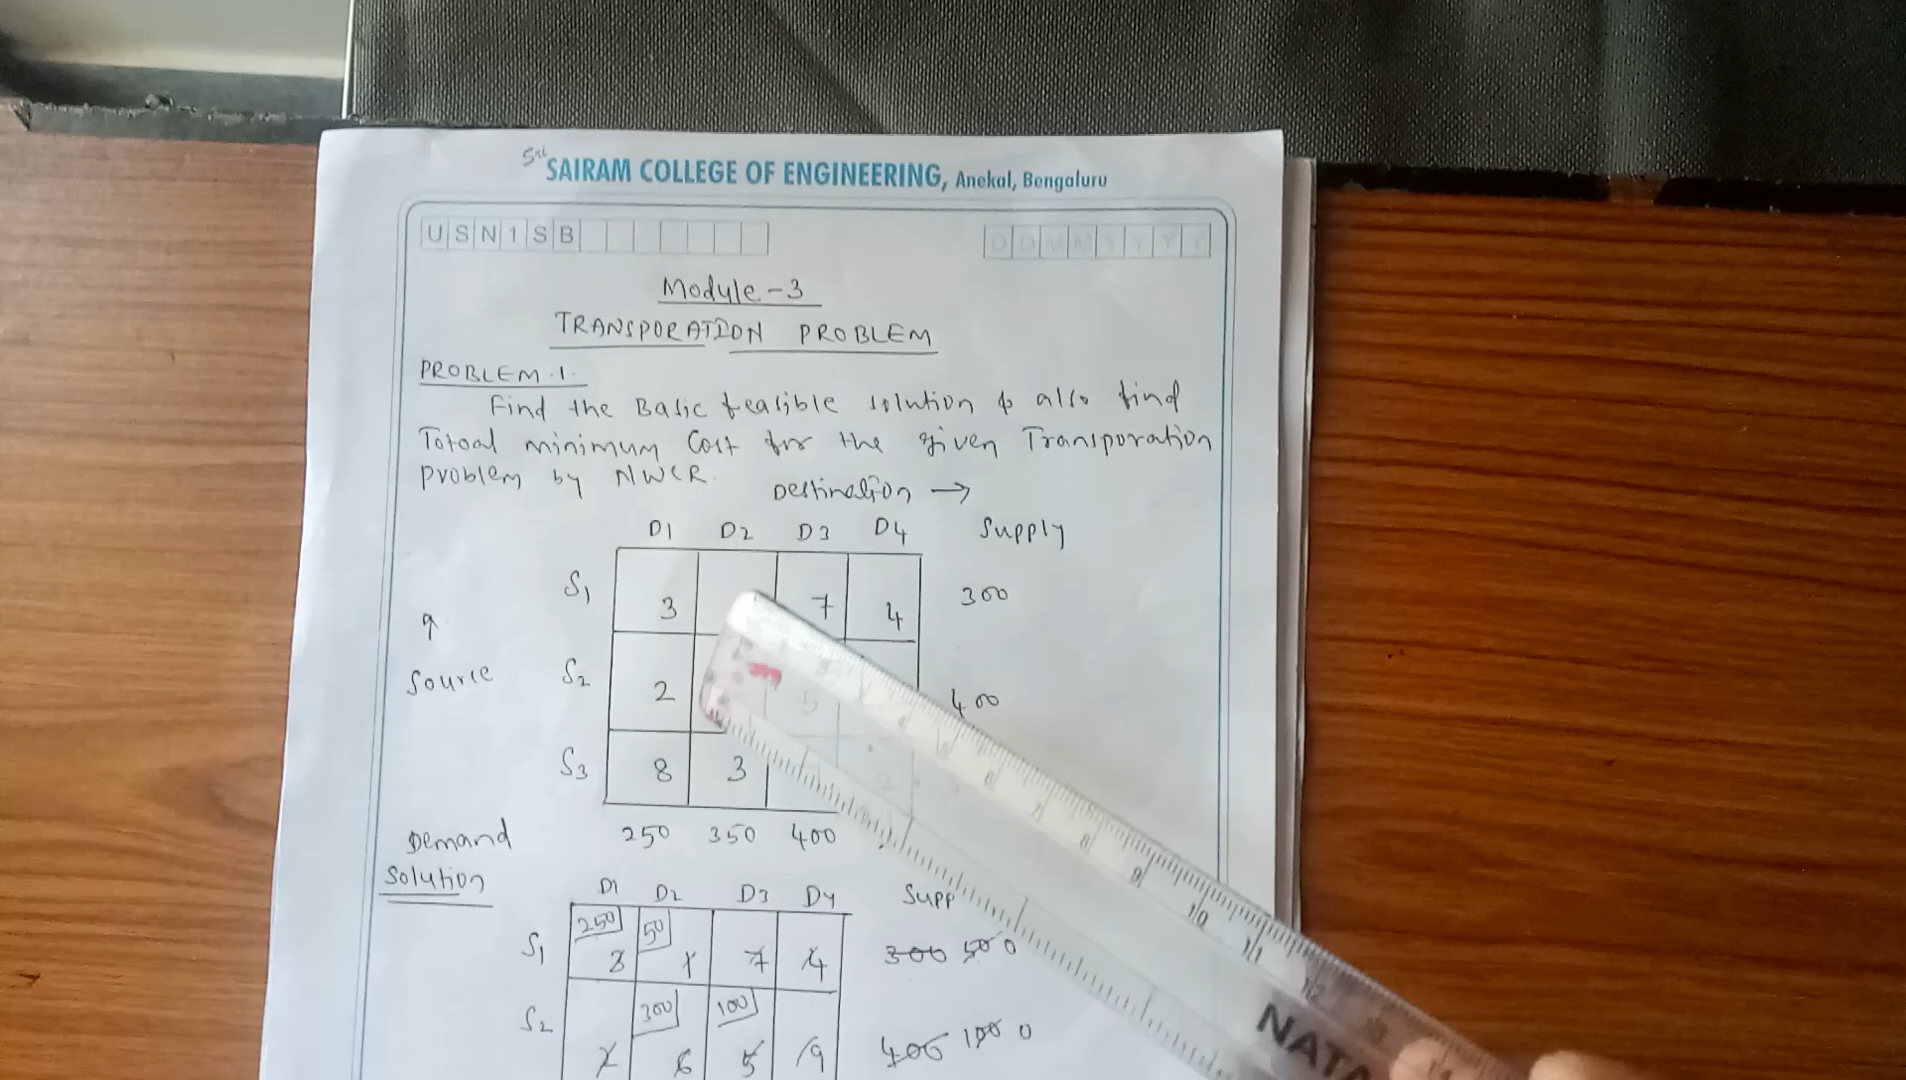 Sri
SAIRAM COLLEGE OF ENGINEERING, Anekal, Bengaluru
USN1SB
DDMMYYYY
Module-3
TRANSPORATION PROBLEM
PROBLEM.1.
Find the Basic feasible solution & also find
Totoal minimum Cost for the given Transporation
Problem by NWCR.
Destination →
D1 D2 D3 D4 Supply
S1 3 7 4 300
Source S2 2 5 400
S3 8 3
Demand 250 350 400
Solution
D1 D2 D3 D4 Supp
250 50
S1 3 1 7 4 300 50 0
300 100
S2 2 6 5 9 400 100 0
NATA